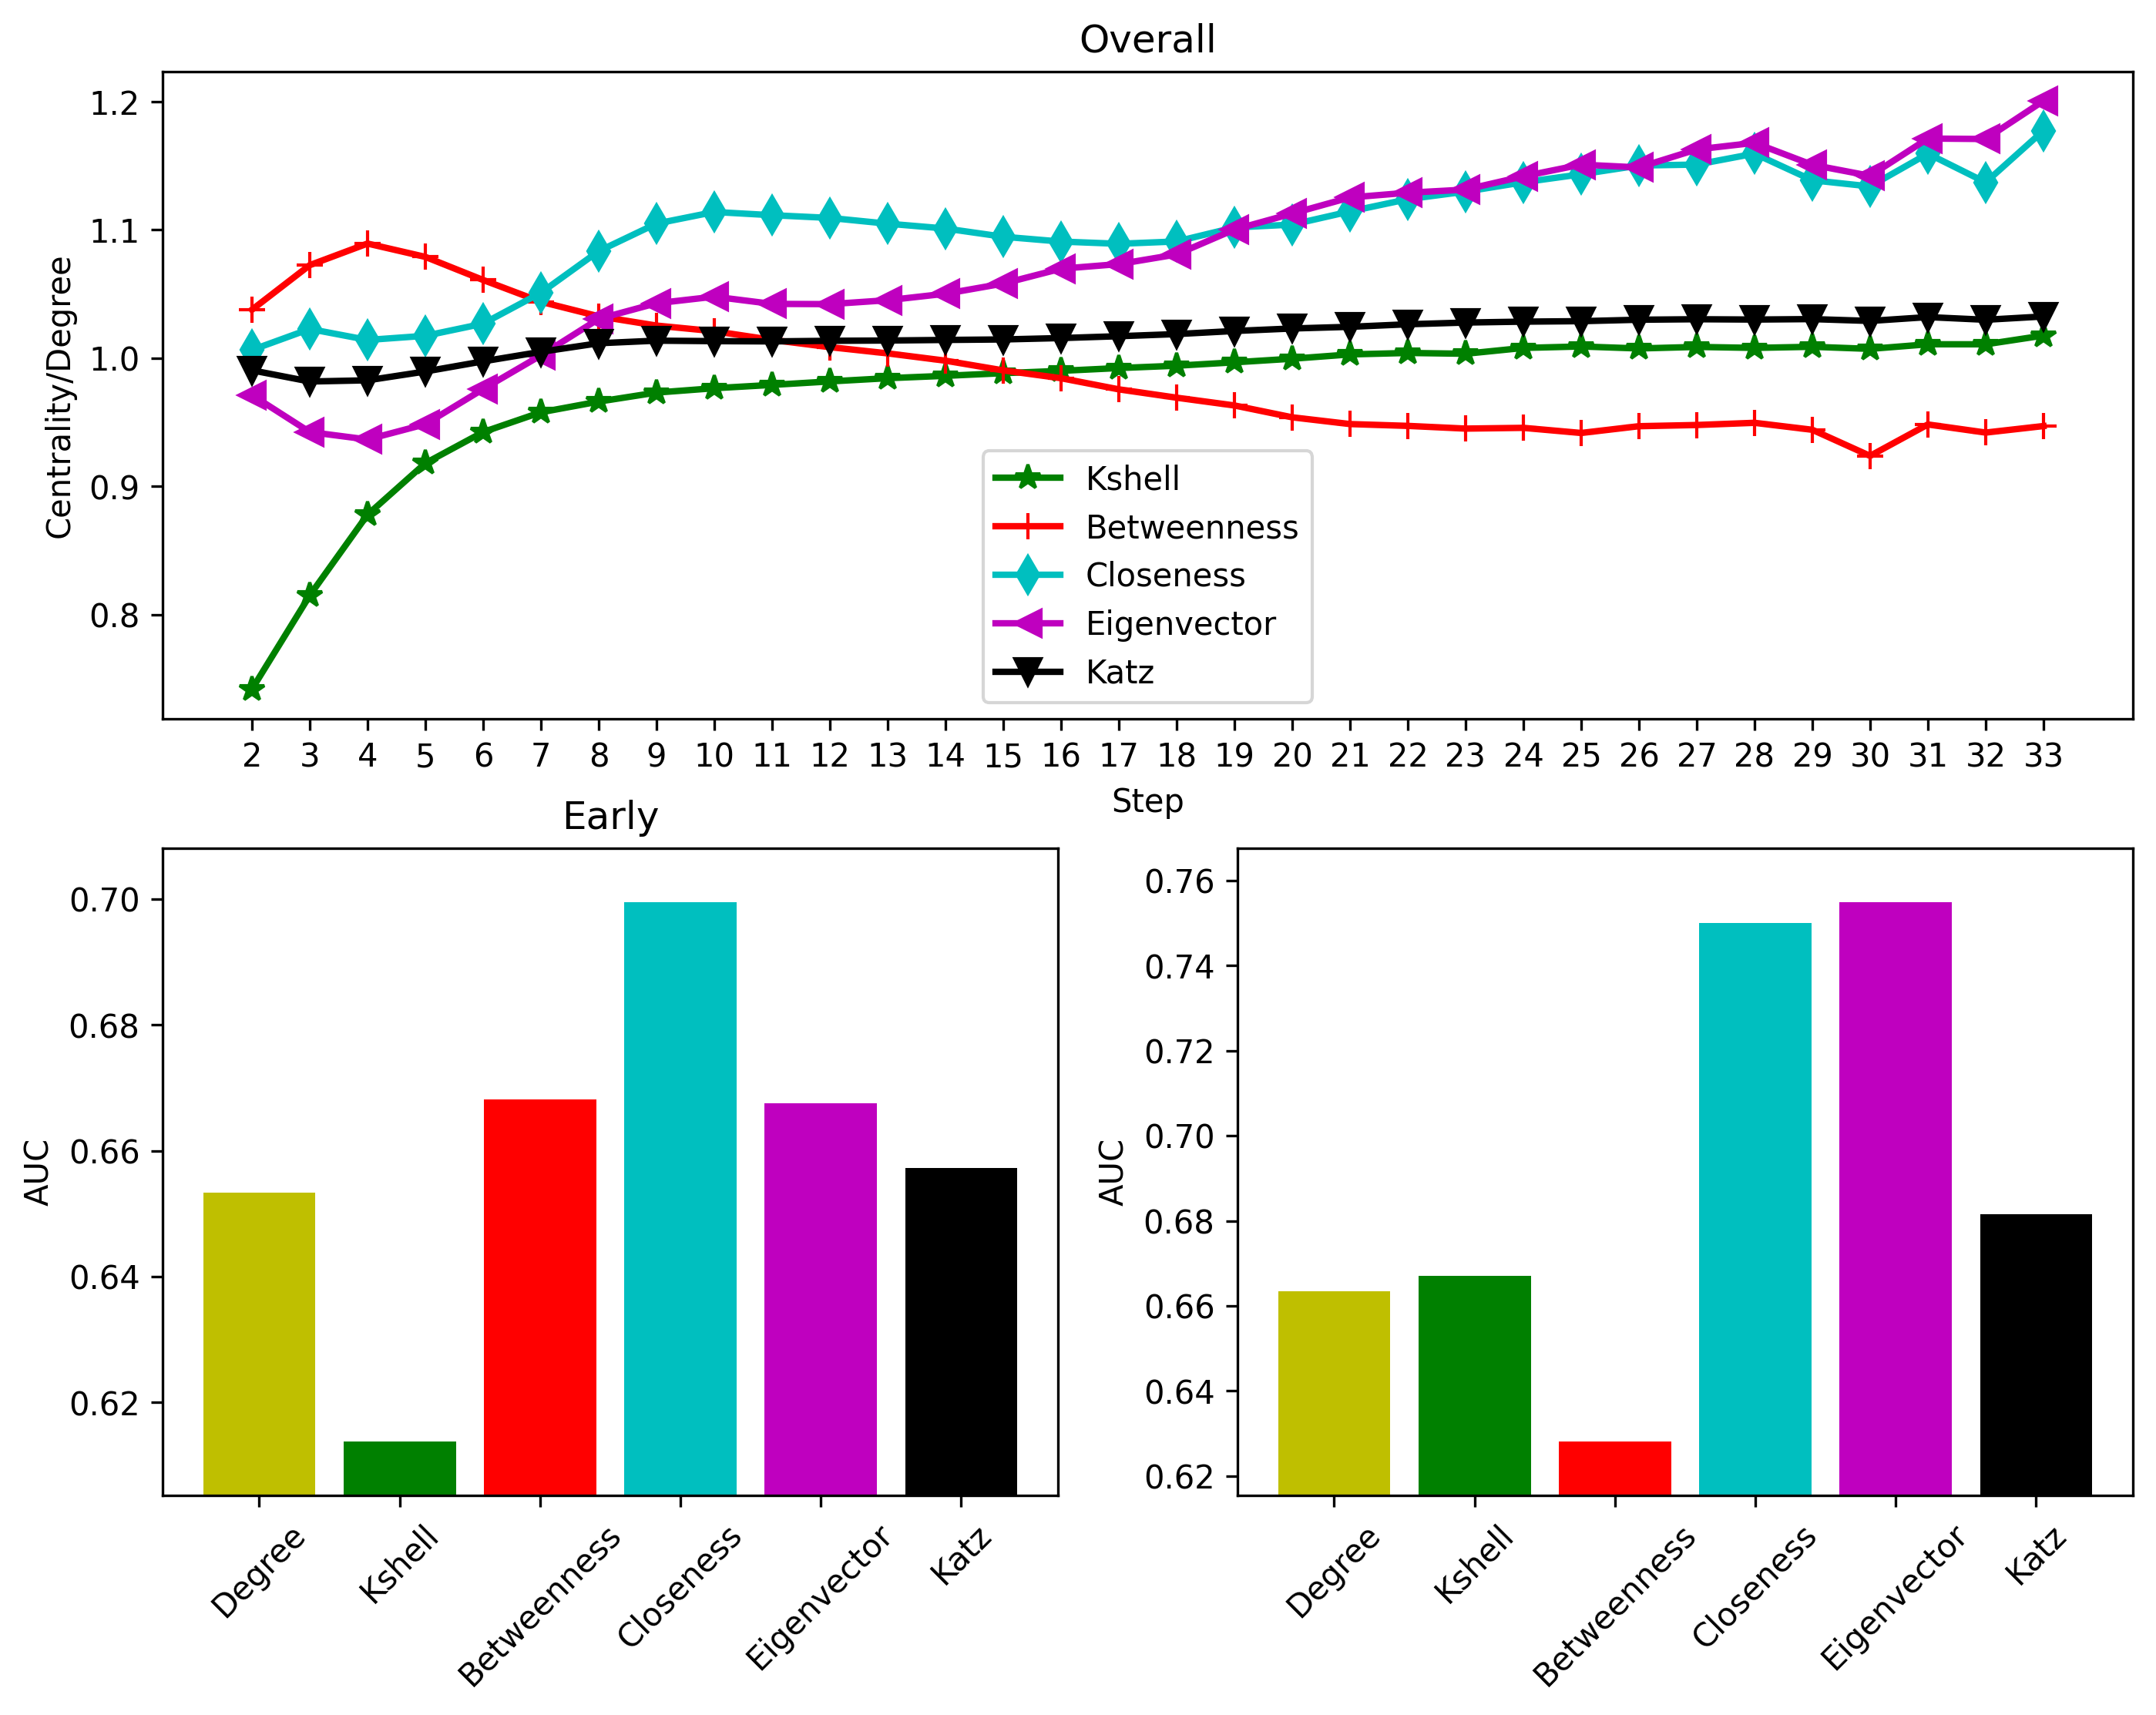 Overall
Centrality/Degree
1.2
1.1
1.0
0.9
0.8
Kshell
Betweenness
Closeness
Eigenvector
Katz
2 3 4 5 6 7 8 9 10 11 12 13 14 15 16 17 18 19 20 21 22 23 24 25 26 27 28 29 30 31 32 33
Step
Early
AUC
0.70
0.68
0.66
0.64
0.62
Degree
Kshell
Betweenness
Closeness
Eigenvector
Katz
AUC
0.76
0.74
0.72
0.70
0.68
0.66
0.64
0.62
Degree
Kshell
Betweenness
Closeness
Eigenvector
Katz